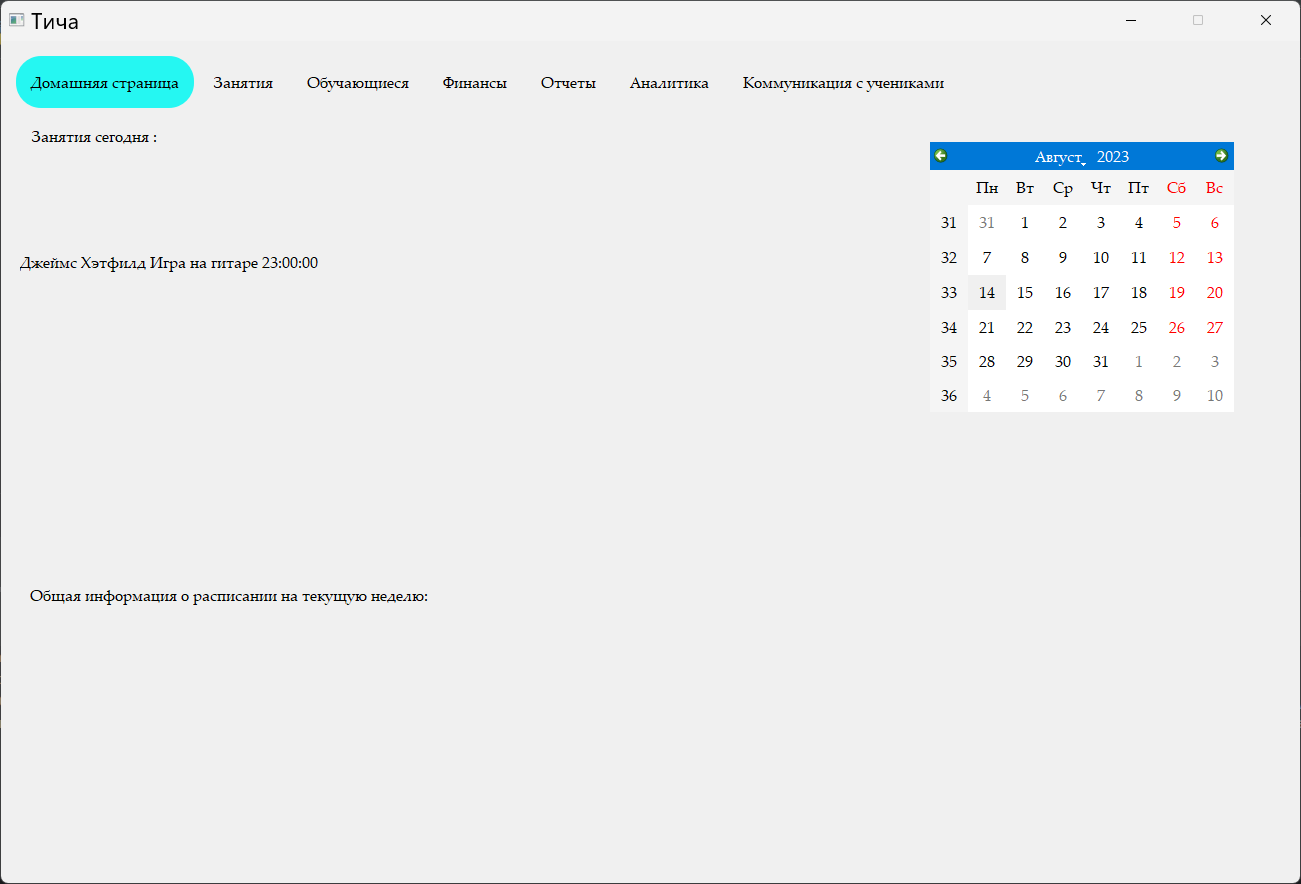 Тича
Домашняя страница Занятия Обучающиеся Финансы Отчеты Аналитика Коммуникация с учениками
Занятия сегодня :
Август 2023
Пн Вт Ср Чт Пт Сб Вс
31 31 1 2 3 4 5 6
32 7 8 9 10 11 12 13
33 14 15 16 17 18 19 20
34 21 22 23 24 25 26 27
35 28 29 30 31 1 2 3
36 4 5 6 7 8 9 10
Джеймс Хэтфилд Игра на гитаре 23:00:00
Общая информация о расписании на текущую неделю: